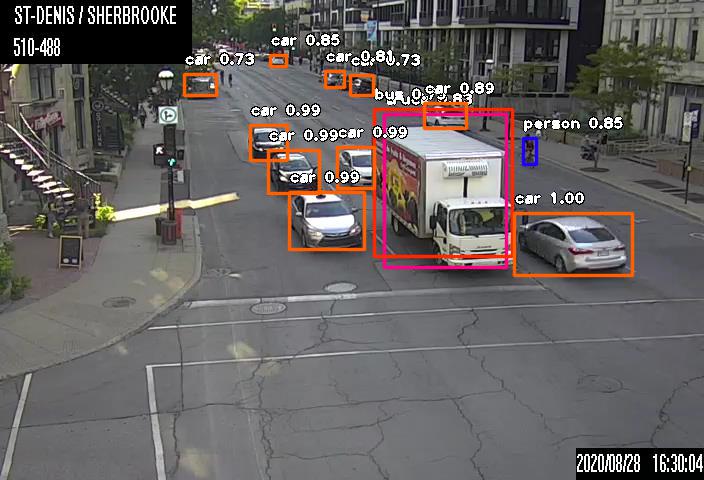 ST-DENIS / SHERBROOKE
510-488
car 0.85
car 0.73
car 0.81
0.73
car 0.89
car 0.99
person 0.85
car 0.99
car 0.99
car 0.99
car 1.00
2020/08/28 16:30:04